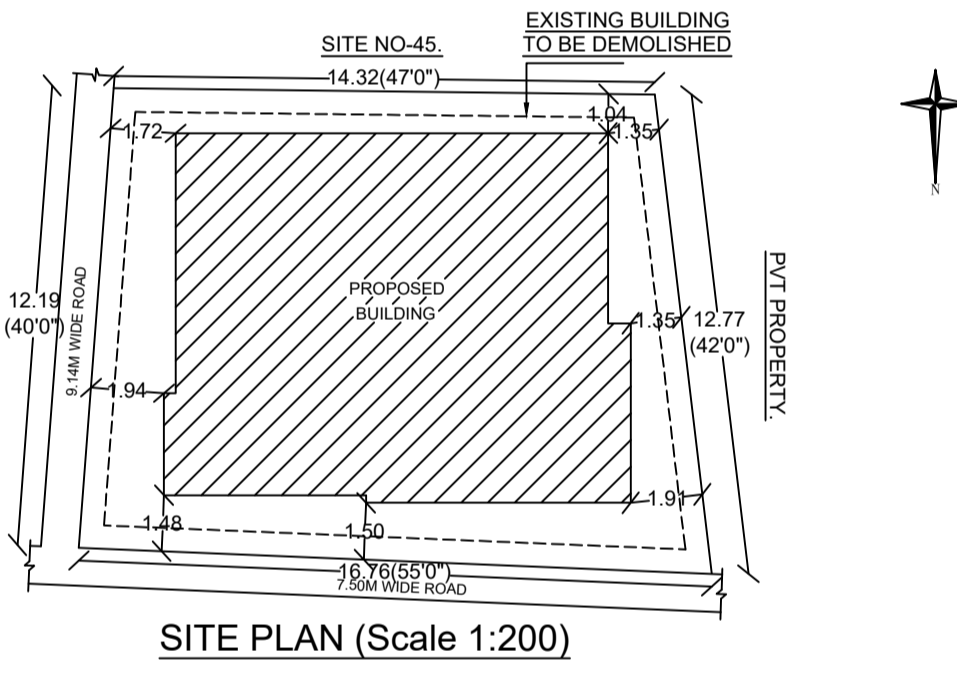 EXISTING BUILDING
TO BE DEMOLISHED
SITE NO-45.
14.32(47'0")
1.04
1.72
1.35
N
PROPOSED
BUILDING
12.19
(40'0")
9.14M WIDE ROAD
1.35
12.77
(42'0")
PVT PROPERTY.
1.94
1.91
1.48
1.50
16.76(55'0")
7.50M WIDE ROAD
SITE PLAN (Scale 1:200)